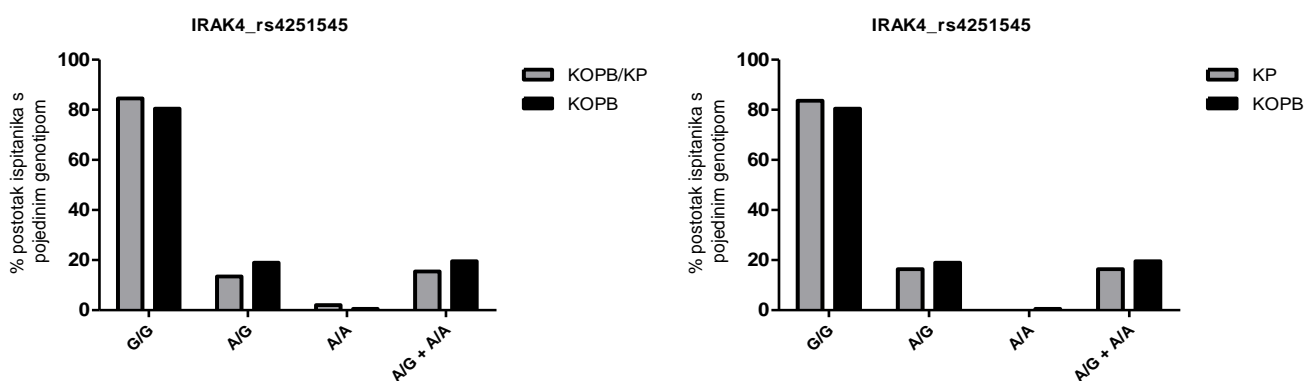 IRAK4_rs4251545
% postotak ispitanika s
pojedinim genotipom
100
80
60
40
20
0
G/G
A/G
A/A
A/G + A/A
KOPB/KP
KOPB
IRAK4_rs4251545
% postotak ispitanika s
pojedinim genotipom
100
80
60
40
20
0
G/G
A/G
A/A
A/G + A/A
KP
KOPB